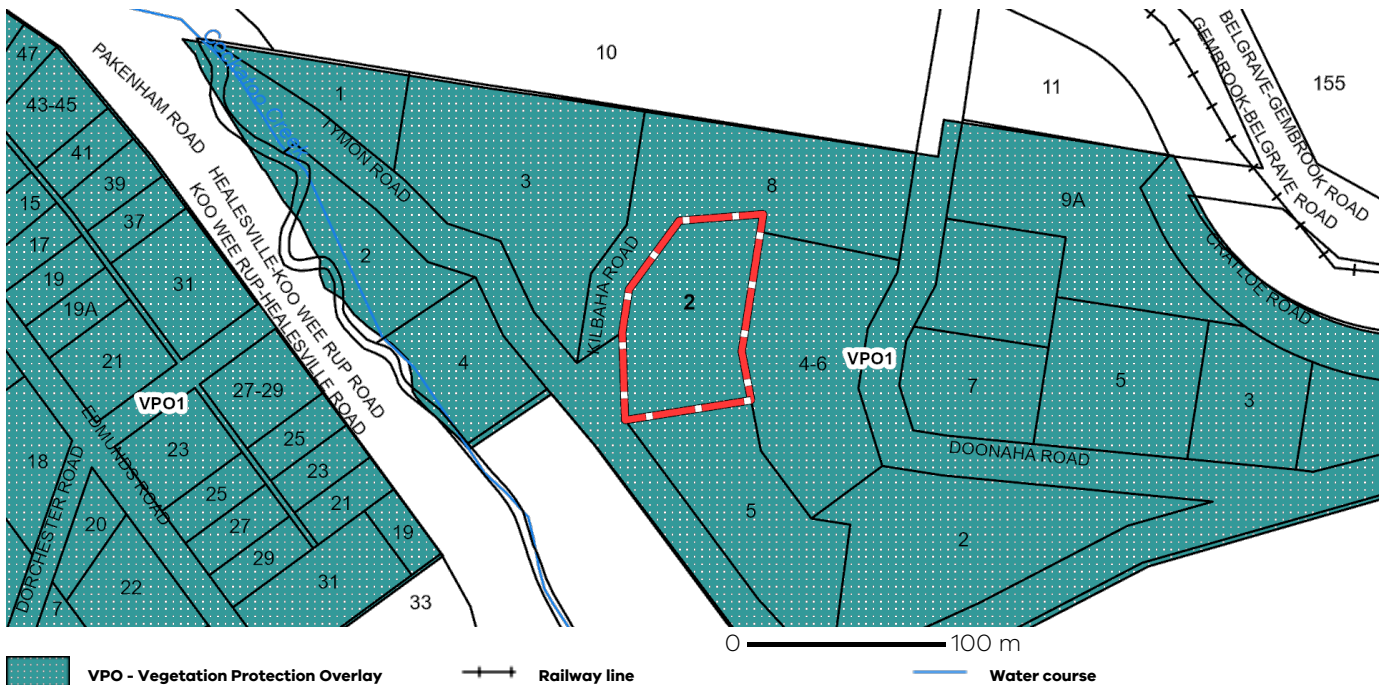 10
155
11
47
43-45
41
39
37
15
17
19
19A
21
31
PAKENHAM ROAD
HEALESVILLE-KOO WEE RUP ROAD
KOO WEE RUP-HEALESVILLE ROAD
Cockatoo Creek
1
TYMON ROAD
3
2
4
8
KILBAHA ROAD
2
4-6
VPO1
9A
BELGRAVE-GEMBROOK ROAD
GEMBROOK-BELGRAVE ROAD
CRAYLOE ROAD
7
5
3
DOONAHA ROAD
5
2
VPO1
27-29
25
23
21
19
23
25
27
29
31
33
EDMUNDS ROAD
DORCHESTER ROAD
18
20
22
7
0 100 m
VPO - Vegetation Protection Overlay
Railway line
Water course